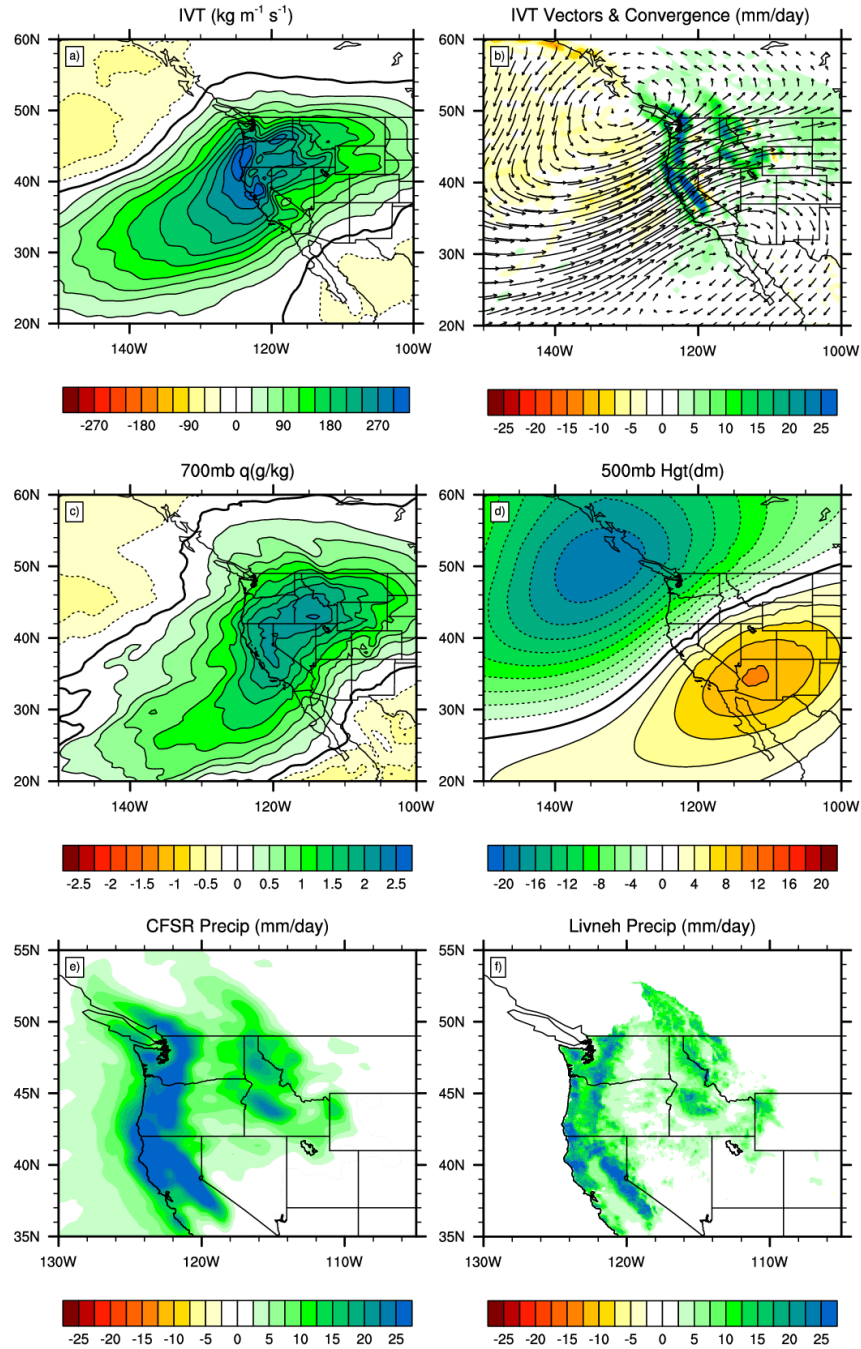 IVT (kg m⁻¹ s⁻¹)
a)
60N
50N
40N
30N
20N
140W 120W 100W
-270 -180 -90 0 90 180 270
IVT Vectors & Convergence (mm/day)
b)
60N
50N
40N
30N
20N
140W 120W 100W
-25 -20 -15 -10 -5 0 5 10 15 20 25
700mb q(g/kg)
c)
60N
50N
40N
30N
20N
140W 120W 100W
-2.5 -2 -1.5 -1 -0.5 0 0.5 1 1.5 2 2.5
500mb Hgt(dm)
d)
60N
50N
40N
30N
20N
140W 120W 100W
-20 -16 -12 -8 -4 0 4 8 12 16 20
CFSR Precip (mm/day)
e)
55N
50N
45N
40N
35N
130W 120W 110W
-25 -20 -15 -10 -5 0 5 10 15 20 25
Livneh Precip (mm/day)
f)
55N
50N
45N
40N
35N
130W 120W 110W
-25 -20 -15 -10 -5 0 5 10 15 20 25